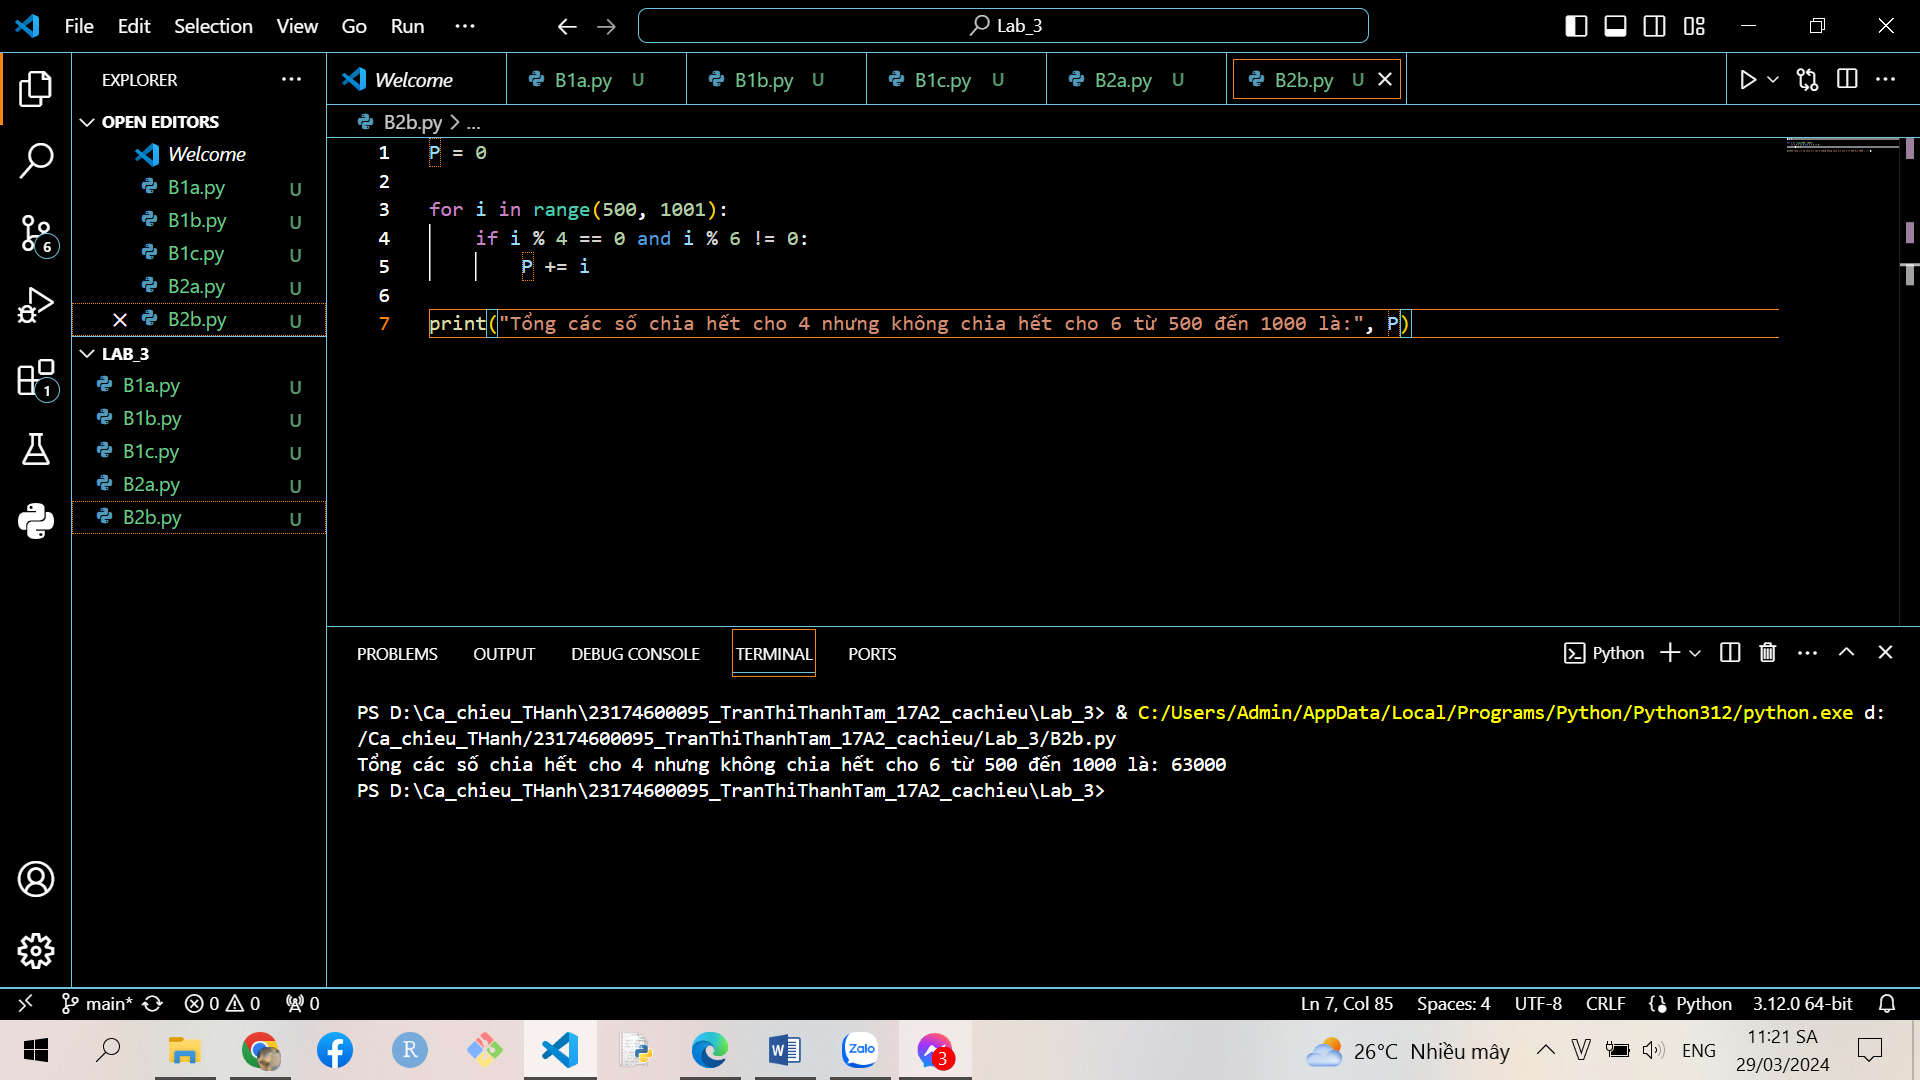 File Edit Selection View Go Run ... Lab_3
EXPLORER ...
Welcome B1a.py U B1b.py U B1c.py U B2a.py U B2b.py U
OPEN EDITORS
Welcome
B1a.py U
B1b.py U
B1c.py U
B2a.py U
B2b.py U
LAB_3
B1a.py U
B1b.py U
B1c.py U
B2a.py U
B2b.py U
6
1
B2b.py > ...
1 P = 0
2
3 for i in range(500, 1001):
4 if i % 4 == 0 and i % 6 != 0:
5 P += i
6
7 print("Tổng các số chia hết cho 4 nhưng không chia hết cho 6 từ 500 đến 1000 là:", P)
PROBLEMS OUTPUT DEBUG CONSOLE TERMINAL PORTS Python
PS D:\Ca_chieu_THanh\23174600095_TranThiThanhTam_17A2_cachieu\Lab_3> & C:/Users/Admin/AppData/Local/Programs/Python/Python312/python.exe d:
/Ca_chieu_THanh/23174600095_TranThiThanhTam_17A2_cachieu/Lab_3/B2b.py
Tổng các số chia hết cho 4 nhưng không chia hết cho 6 từ 500 đến 1000 là: 63000
PS D:\Ca_chieu_THanh\23174600095_TranThiThanhTam_17A2_cachieu\Lab_3>
main* 0 0 0 Ln 7, Col 85 Spaces: 4 UTF-8 CRLF Python 3.12.0 64-bit
R Zalo 3 26°C Nhiều mây V ENG 11:21 SA
29/03/2024